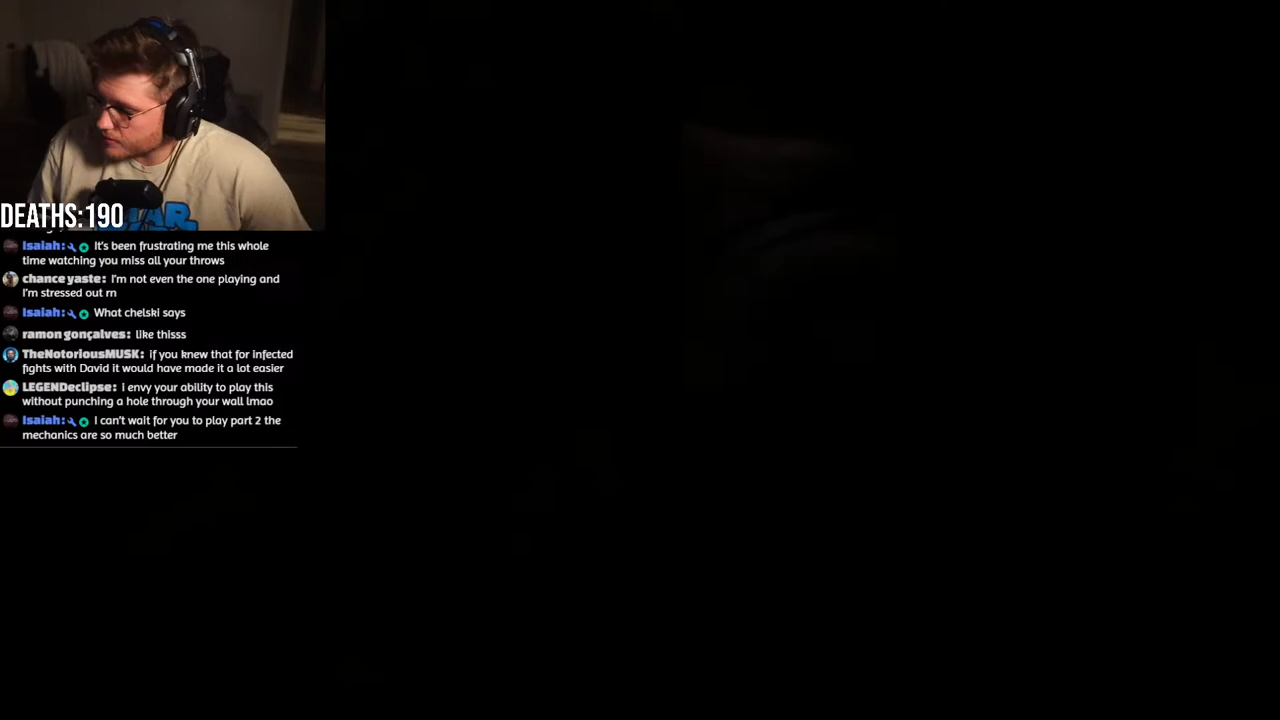 DEATHS:190
Isaiah: It's been frustrating me this whole
time watching you miss all your throws
chance yaste: I'm not even the one playing and
I'm stressed out rn
Isaiah: What chelski says
ramon gonçalves: like thisss
TheNotoriousMUSK: if you knew that for infected
fights with David it would have made it a lot easier
LEGENDeclipse: i envy your ability to play this
without punching a hole through your wall lmao
Isaiah: I can't wait for you to play part 2 the
mechanics are so much better